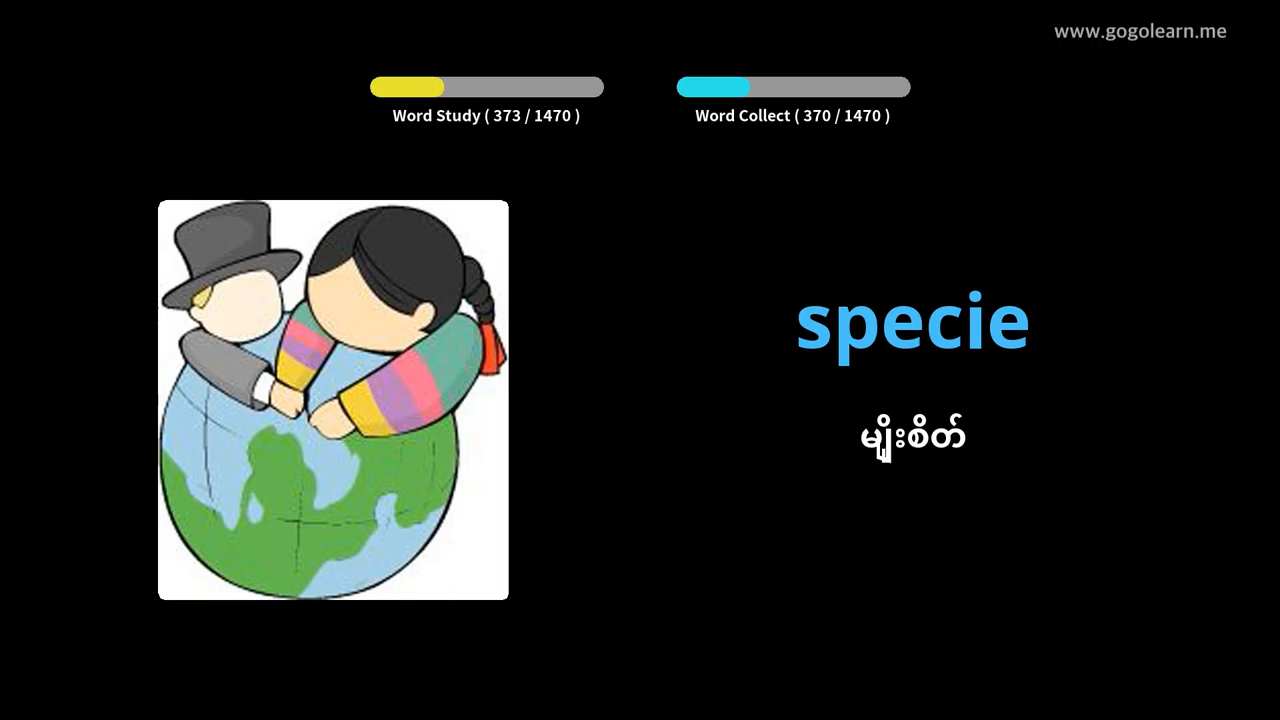 www.gogolearn.me
Word Study ( 373 / 1470 )
Word Collect ( 370 / 1470 )
specie
မျိုးစိတ်